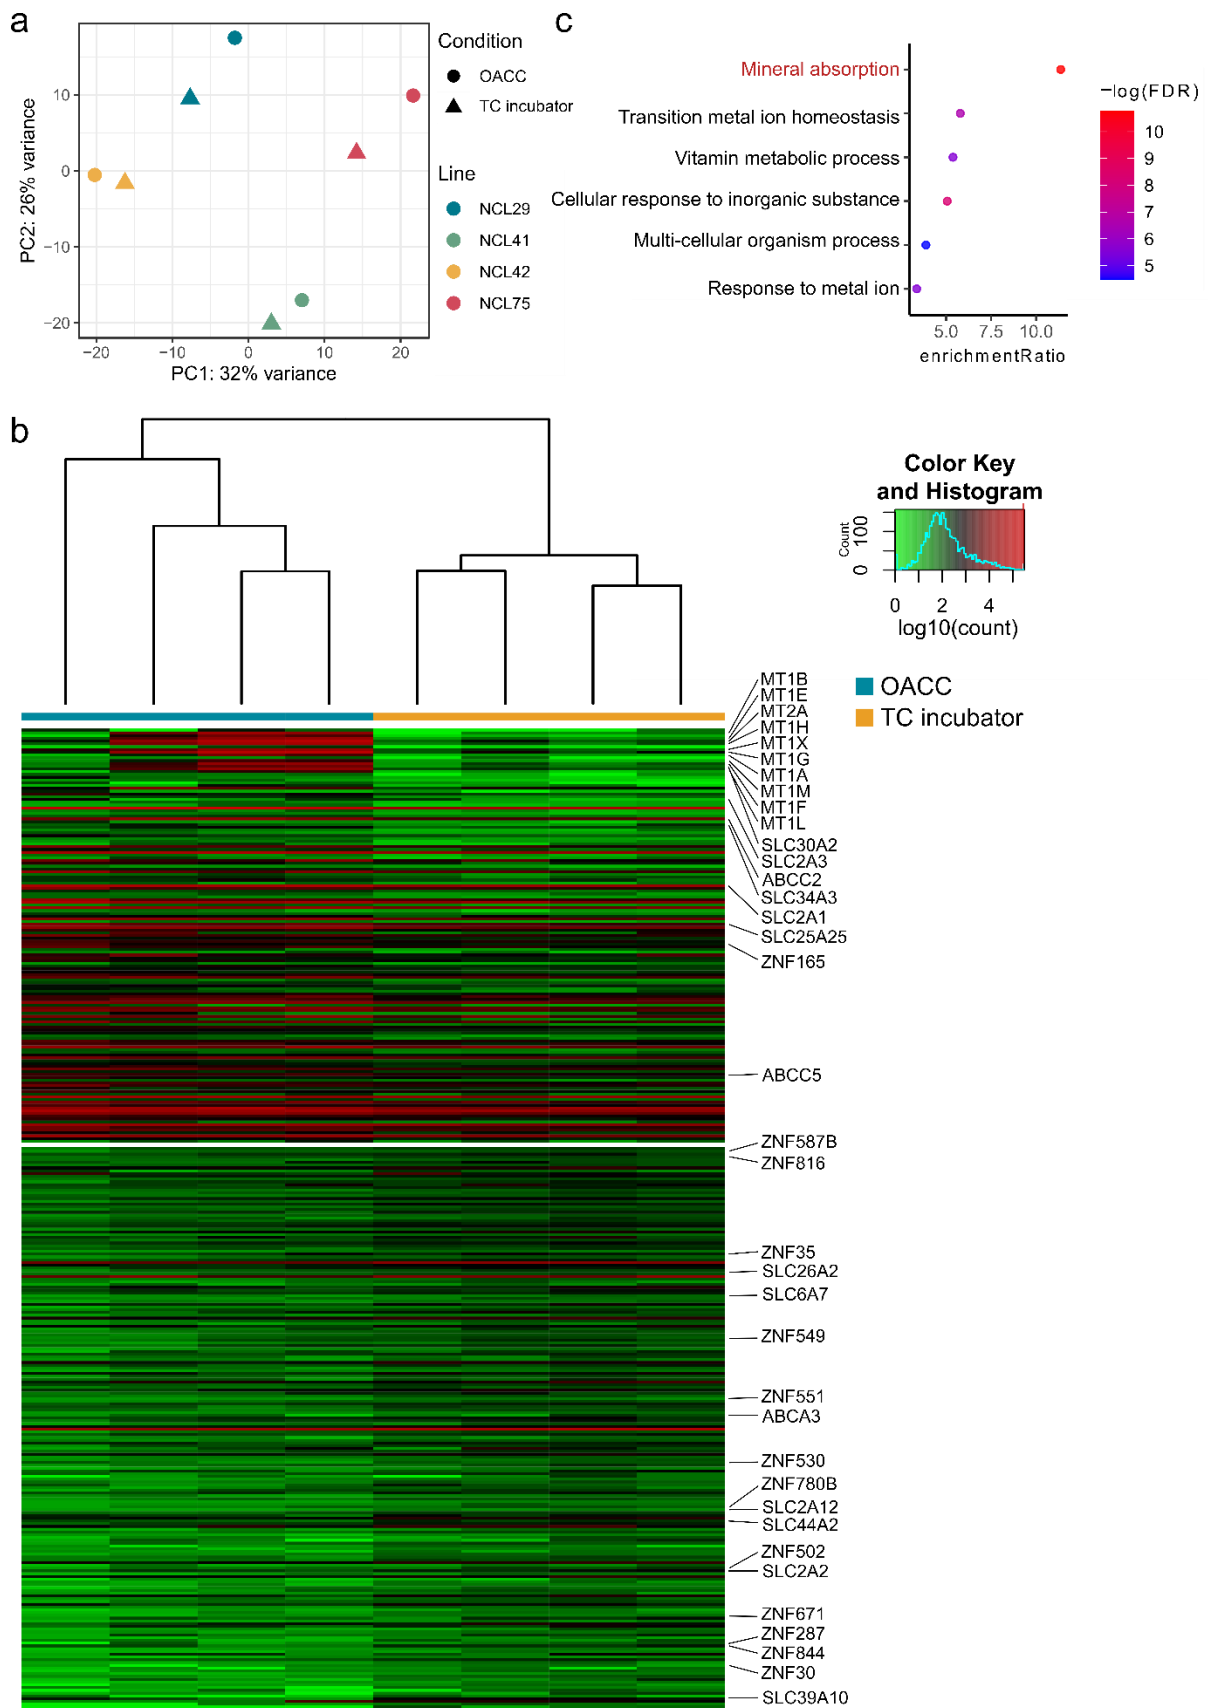 a
10
0
−10
−20
−20
−10
0
10
20
PC2: 26% variance
PC1: 32% variance
Condition
OACC
TC incubator
Line
NCL29
NCL41
NCL42
NCL75
c
Mineral absorption
Transition metal ion homeostasis
Vitamin metabolic process
Cellular response to inorganic substance
Multi-cellular organism process
Response to metal ion
5.0
7.5
10.0
enrichmentRatio
−log(FDR)
10
9
8
7
6
5
b
Color Key
and Histogram
Count
0
100
0
2
4
log10(count)
OACC
TC incubator
MT1B
MT1E
MT2A
MT1H
MT1X
MT1G
MT1A
MT1M
MT1F
MT1L
SLC30A2
SLC2A3
ABCC2
SLC34A3
SLC2A1
SLC25A25
ZNF165
ABCC5
ZNF587B
ZNF816
ZNF35
SLC26A2
SLC6A7
ZNF549
ZNF551
ABCA3
ZNF530
ZNF780B
SLC2A12
SLC44A2
ZNF502
SLC2A2
ZNF671
ZNF287
ZNF844
ZNF30
SLC39A10